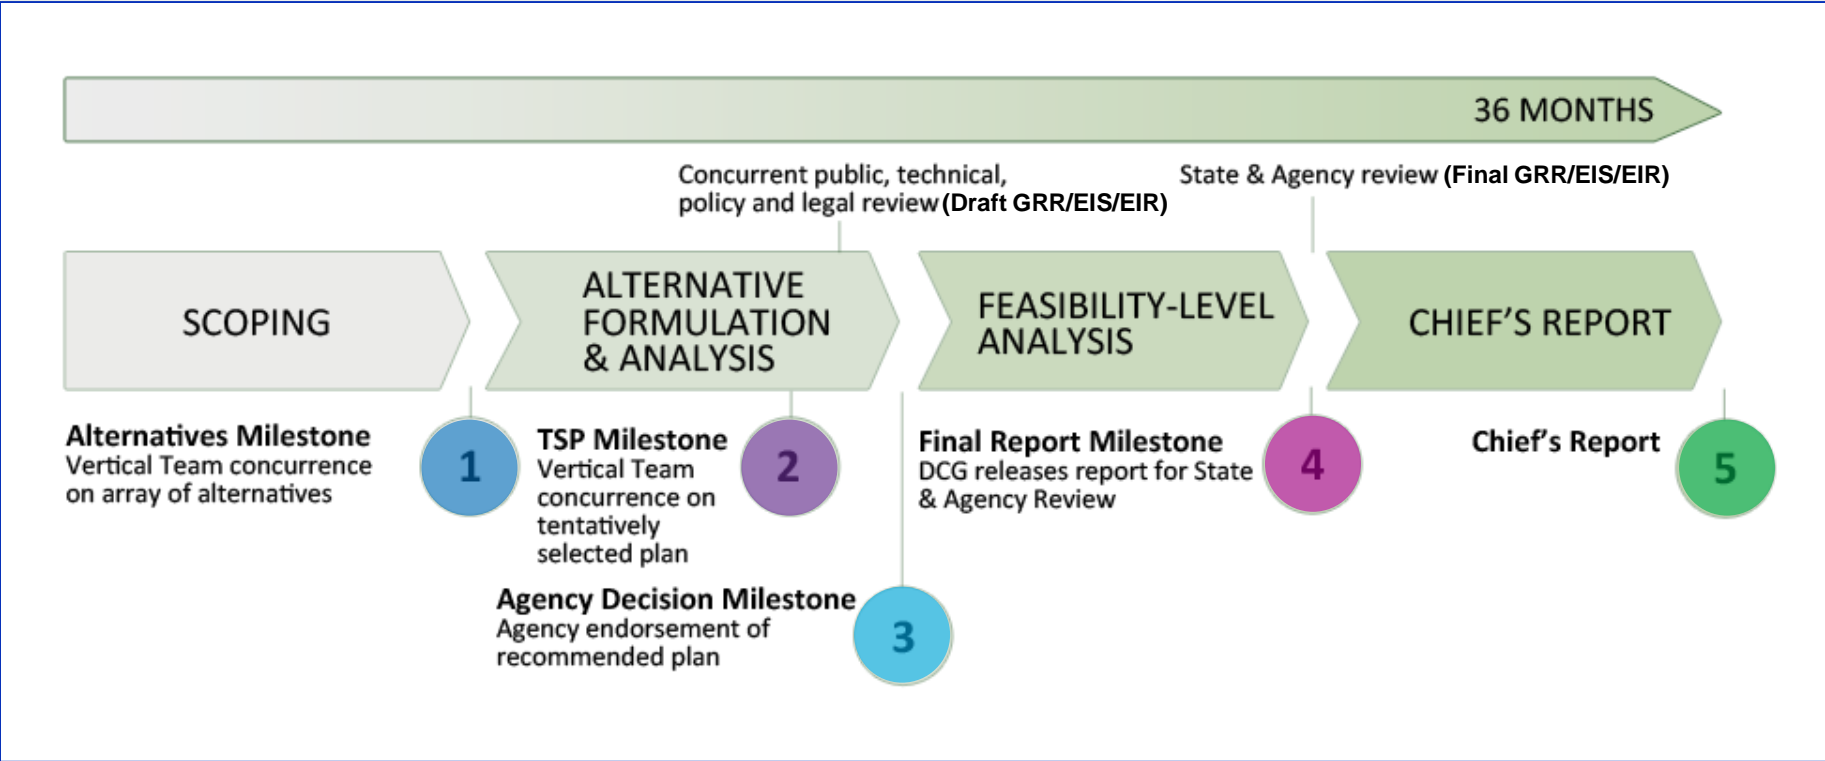 36 MONTHS
Concurrent public, technical,
policy and legal review (Draft GRR/EIS/EIR)
State & Agency review (Final GRR/EIS/EIR)
SCOPING
ALTERNATIVE
FORMULATION
& ANALYSIS
FEASIBILITY-LEVEL
ANALYSIS
CHIEF’S REPORT
Alternatives Milestone
Vertical Team concurrence
on array of alternatives
1
TSP Milestone
Vertical Team
concurrence on
tentatively
selected plan
2
Agency Decision Milestone
Agency endorsement of
recommended plan
3
Final Report Milestone
DCG releases report for State
& Agency Review
4
Chief’s Report
5